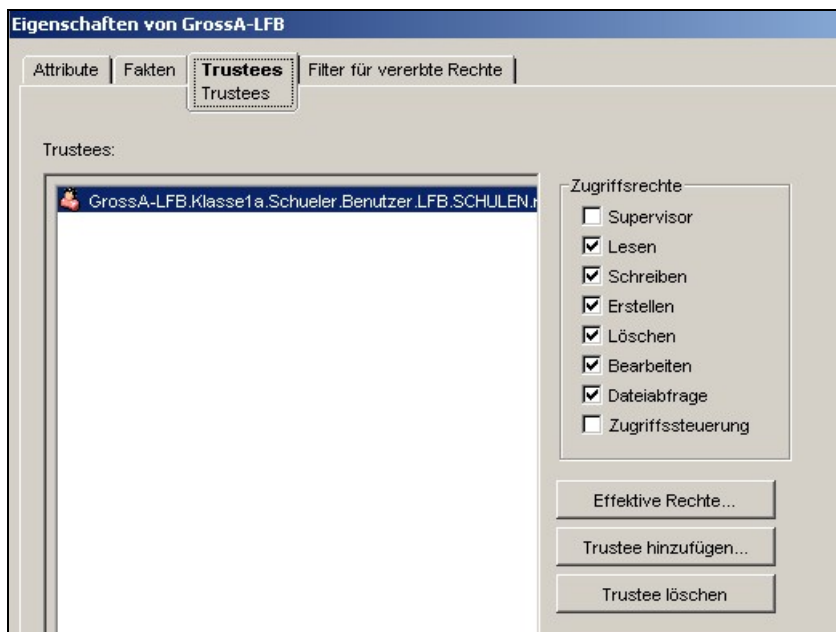 Eigenschaften von GrossA-LFB
Attribute Fakten Trustees Filter für vererbte Rechte
Trustees
Trustees:
GrossA-LFB.Klasse1a.Schueler.Benutzer.LFB.SCHULEN.
Zugriffsrechte
Supervisor
Lesen
Schreiben
Erstellen
Löschen
Bearbeiten
Dateiabfrage
Zugriffssteuerung
Effektive Rechte...
Trustee hinzufügen...
Trustee löschen